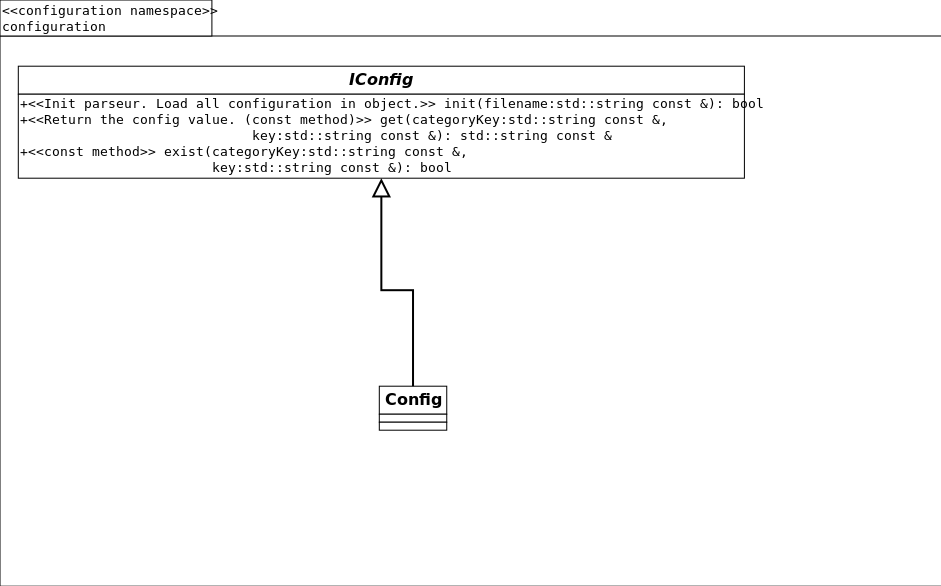 <<configuration namespace>>
configuration
IConfig
+<<Init parseur. Load all configuration in object.>> init(filename:std::string const &): bool
+<<Return the config value. (const method)>> get(categoryKey:std::string const &,
key:std::string const &): std::string const &
+<<const method>> exist(categoryKey:std::string const &,
key:std::string const &): bool
Config